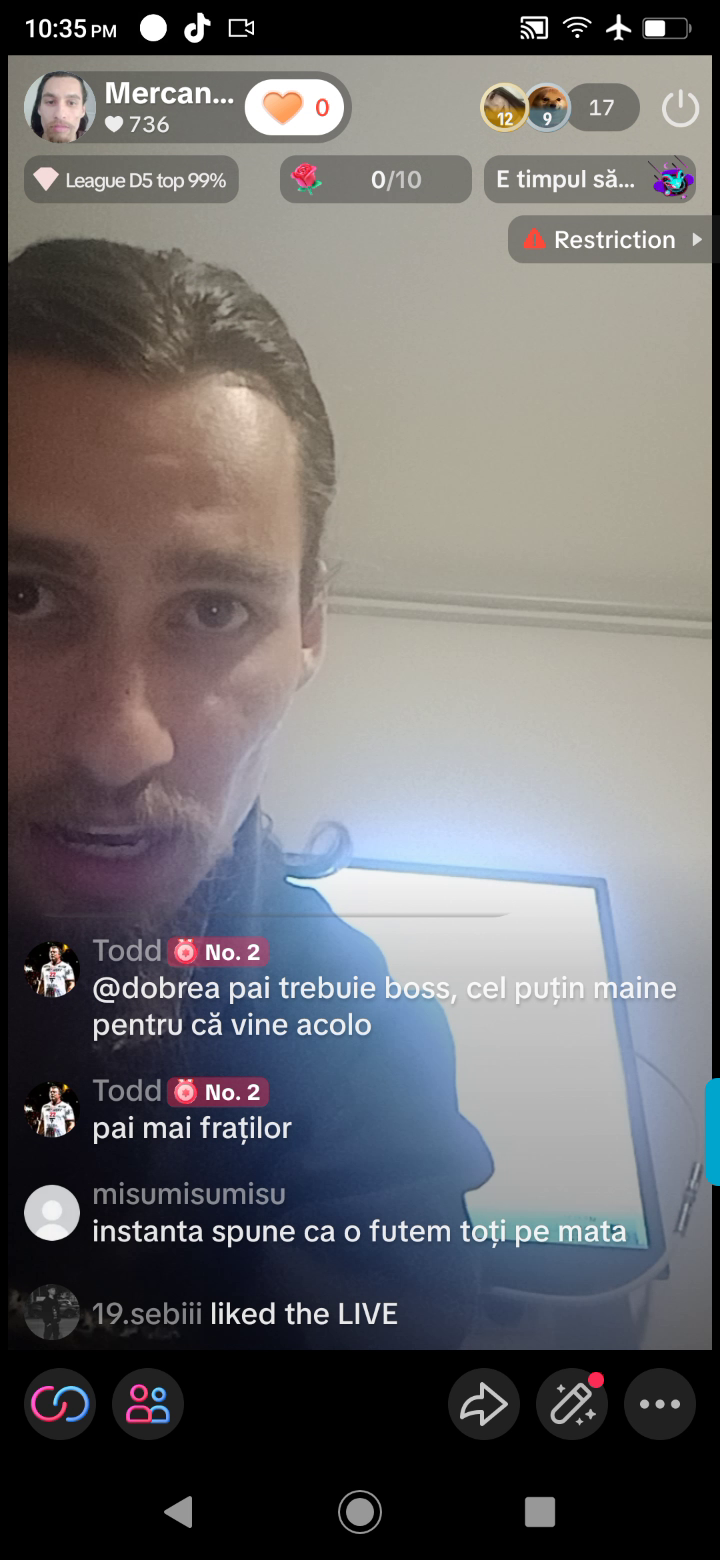 10:35 PM
Mercan... 0
736
12 9 17
League D5 top 99% 0/10 E timpul să...
Restriction
Todd No. 2
@dobrea pai trebuie boss, cel puțin maine
pentru că vine acolo
Todd No. 2
pai mai fraților
misumisumisu
instanta spune ca o futem toți pe mata
19.sebiii liked the LIVE